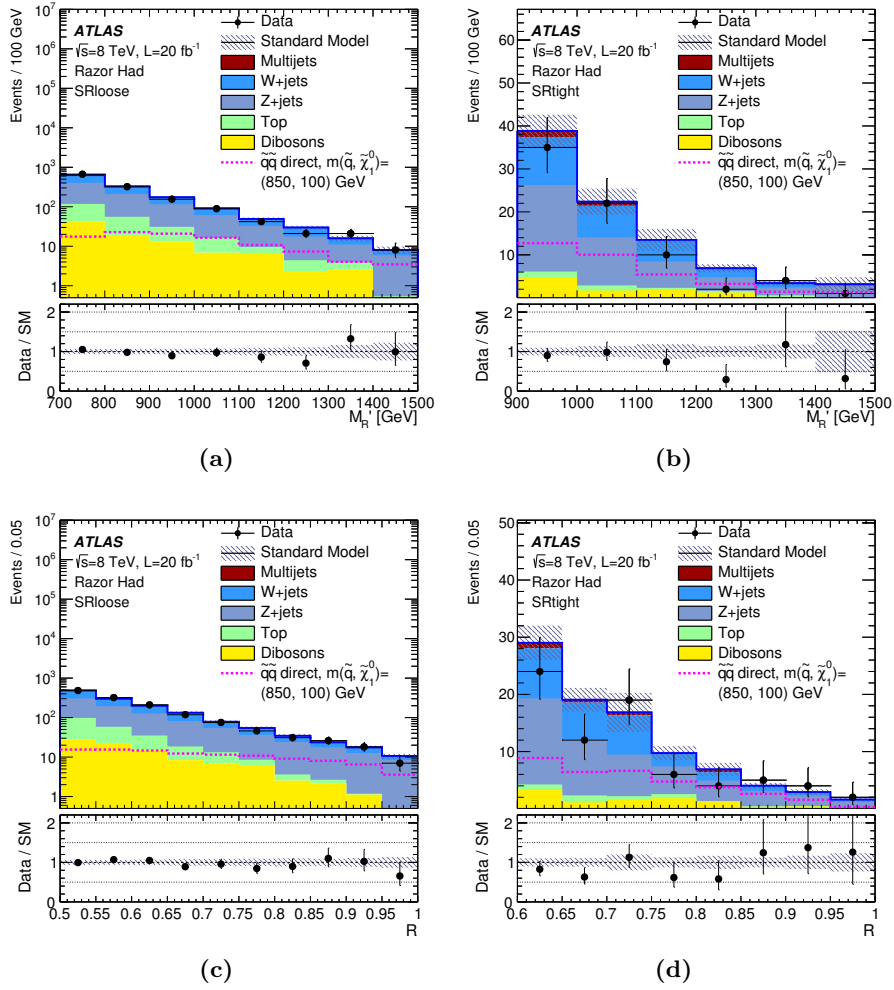 Events / 100 GeV
10⁷
10⁶
10⁵
10⁴
10³
10²
10
1
ATLAS
√s=8 TeV, L=20 fb⁻¹
Razor Had
SRloose
Data
Standard Model
Multijets
W+jets
Z+jets
Top
Dibosons
q̃q̃ direct, m(q̃, χ̃₁⁰)=
(850, 100) GeV
Data / SM
2
1
0
700 800 900 1000 1100 1200 1300 1400 1500
M_R' [GeV]
(a)
Events / 100 GeV
60
50
40
30
20
10
ATLAS
√s=8 TeV, L=20 fb⁻¹
Razor Had
SRtight
Data
Standard Model
Multijets
W+jets
Z+jets
Top
Dibosons
q̃q̃ direct, m(q̃, χ̃₁⁰)=
(850, 100) GeV
Data / SM
2
1
0
900 1000 1100 1200 1300 1400 1500
M_R' [GeV]
(b)
Events / 0.05
10⁷
10⁶
10⁵
10⁴
10³
10²
10
1
ATLAS
√s=8 TeV, L=20 fb⁻¹
Razor Had
SRloose
Data
Standard Model
Multijets
W+jets
Z+jets
Top
Dibosons
q̃q̃ direct, m(q̃, χ̃₁⁰)=
(850, 100) GeV
Data / SM
2
1
0
0.5 0.55 0.6 0.65 0.7 0.75 0.8 0.85 0.9 0.95 1
R
(c)
Events / 0.05
50
40
30
20
10
ATLAS
√s=8 TeV, L=20 fb⁻¹
Razor Had
SRtight
Data
Standard Model
Multijets
W+jets
Z+jets
Top
Dibosons
q̃q̃ direct, m(q̃, χ̃₁⁰)=
(850, 100) GeV
Data / SM
2
1
0
0.6 0.65 0.7 0.75 0.8 0.85 0.9 0.95 1
R
(d)